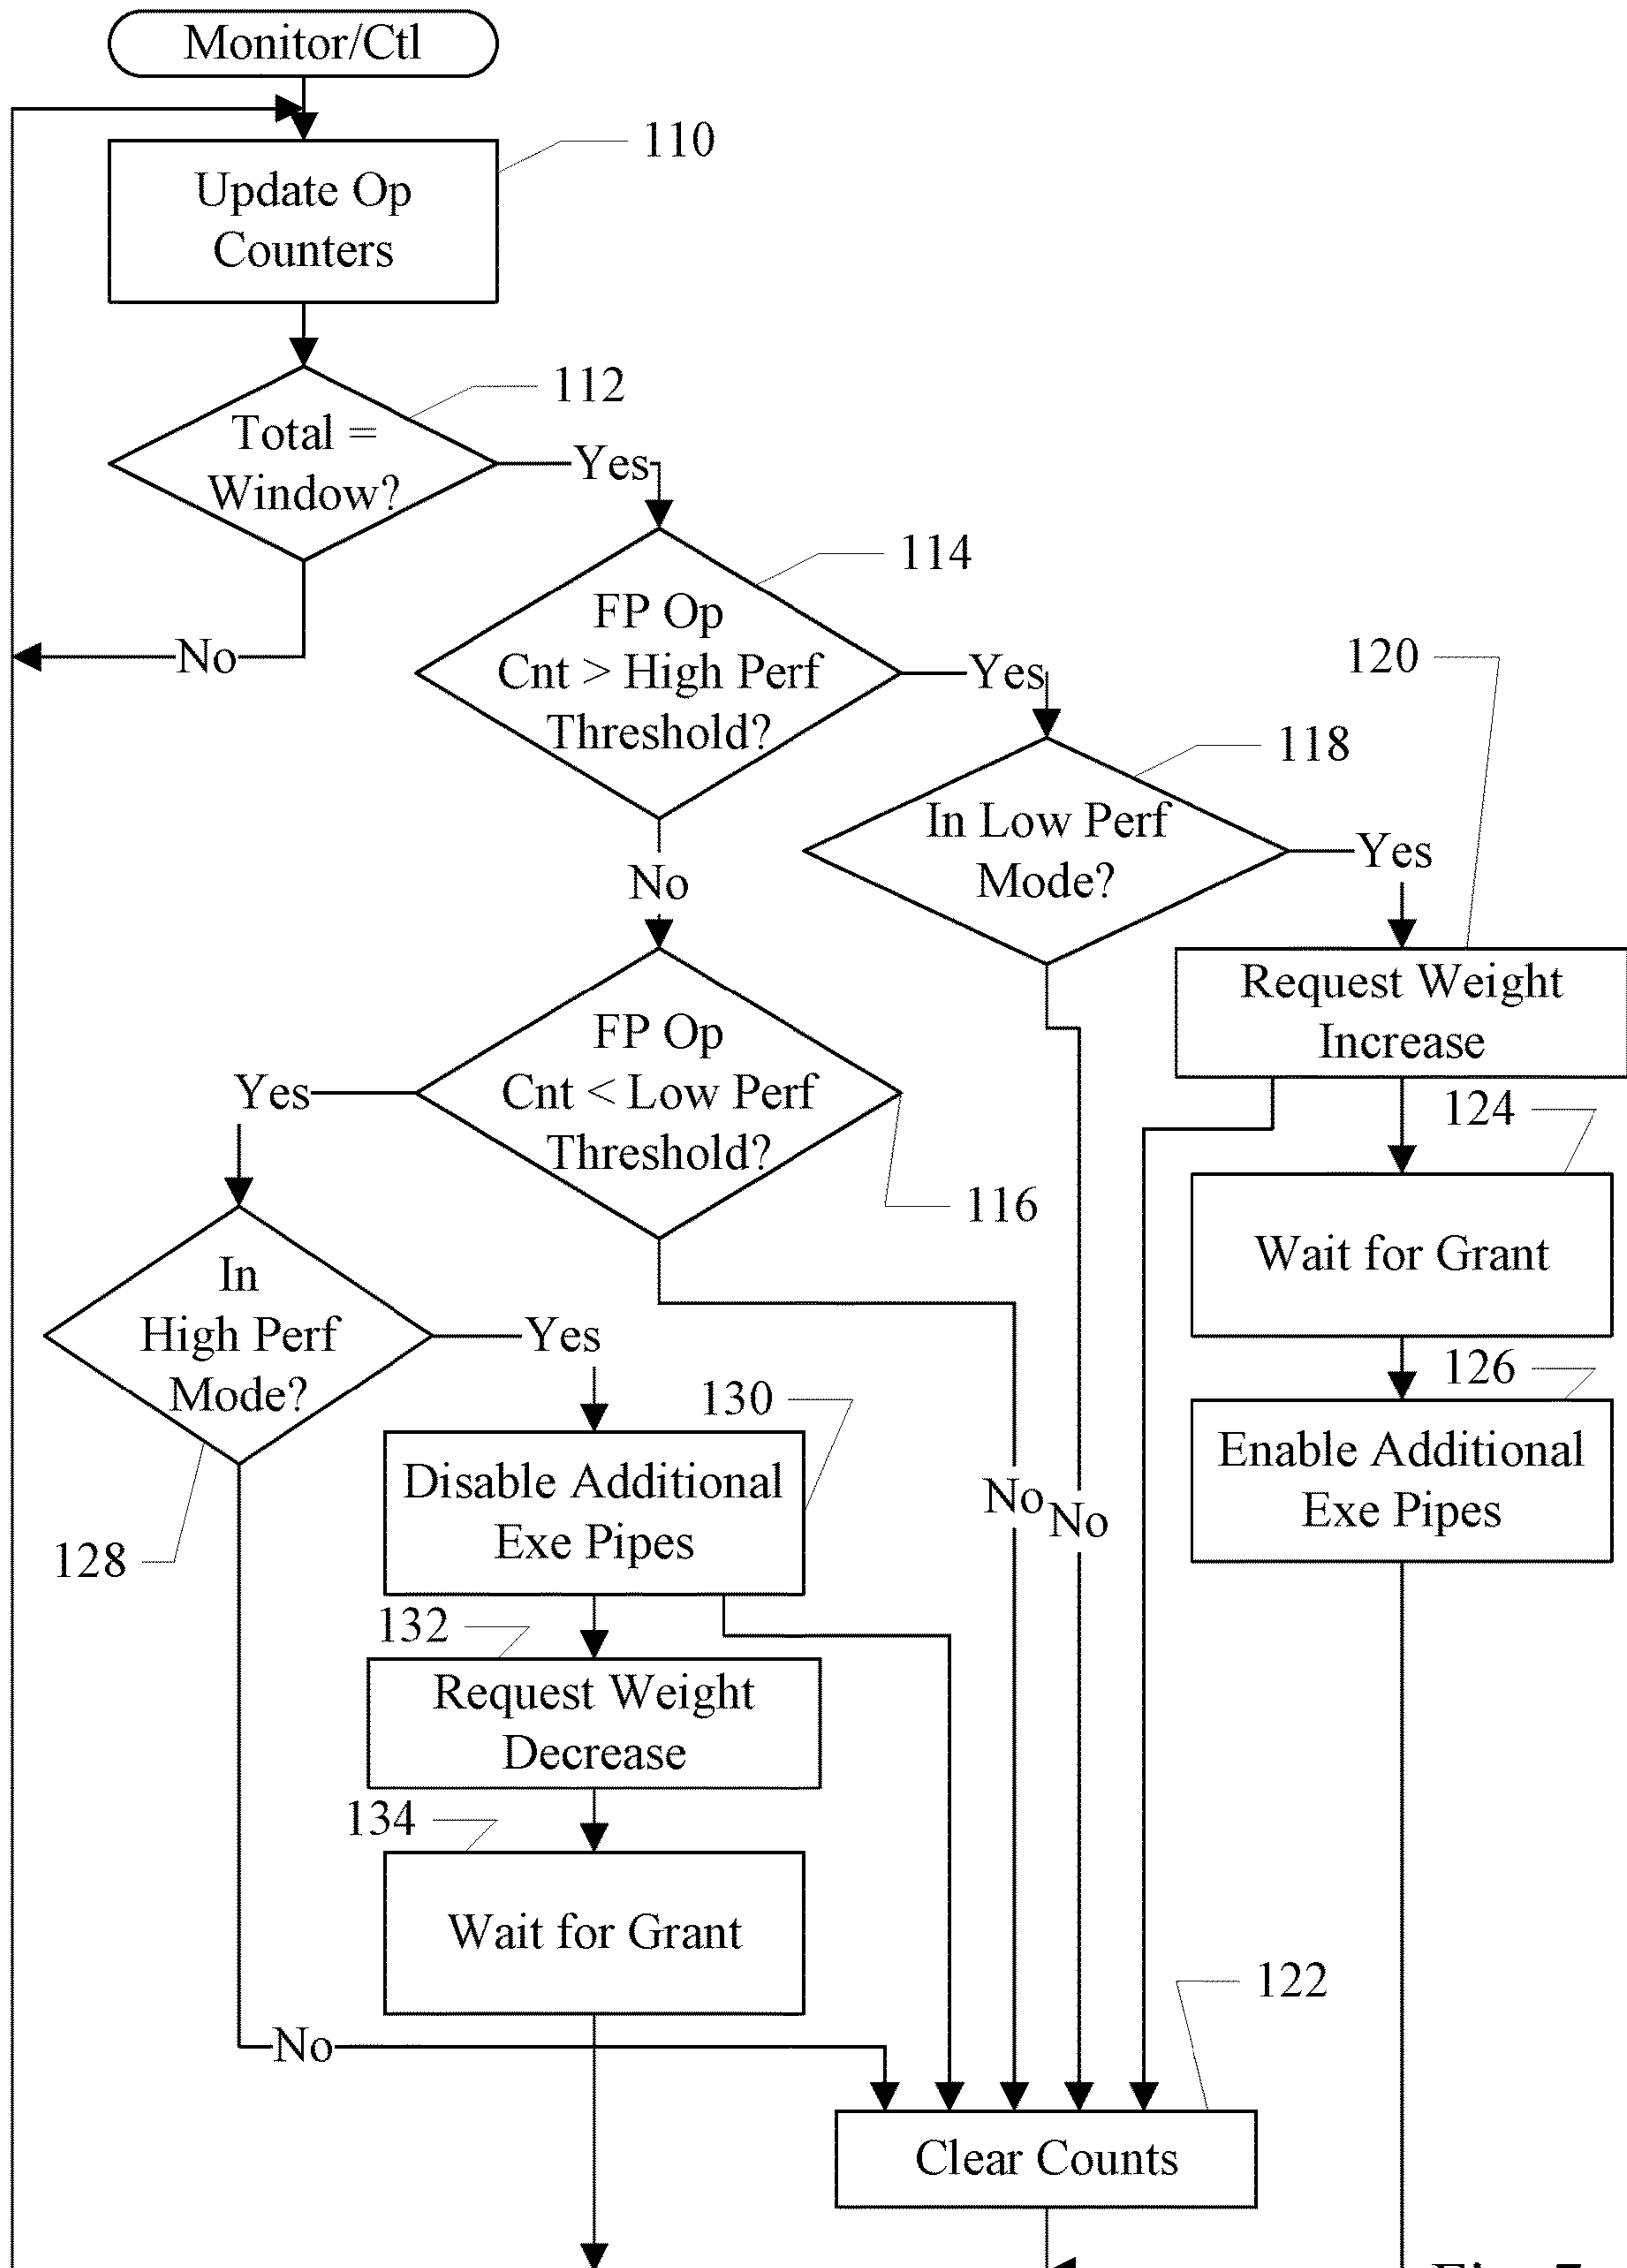 Monitor/Ctl
110
Update Op
Counters
112
Total =
Window?
Yes
No
114
FP Op
Cnt > High Perf
Threshold?
Yes
No
118
In Low Perf
Mode?
Yes
No
120
Request Weight
Increase
124
Wait for Grant
126
Enable Additional
Exe Pipes
FP Op
Cnt < Low Perf
Threshold?
116
Yes
No
In
High Perf
Mode?
128
Yes
No
130
Disable Additional
Exe Pipes
132
Request Weight
Decrease
134
Wait for Grant
122
Clear Counts